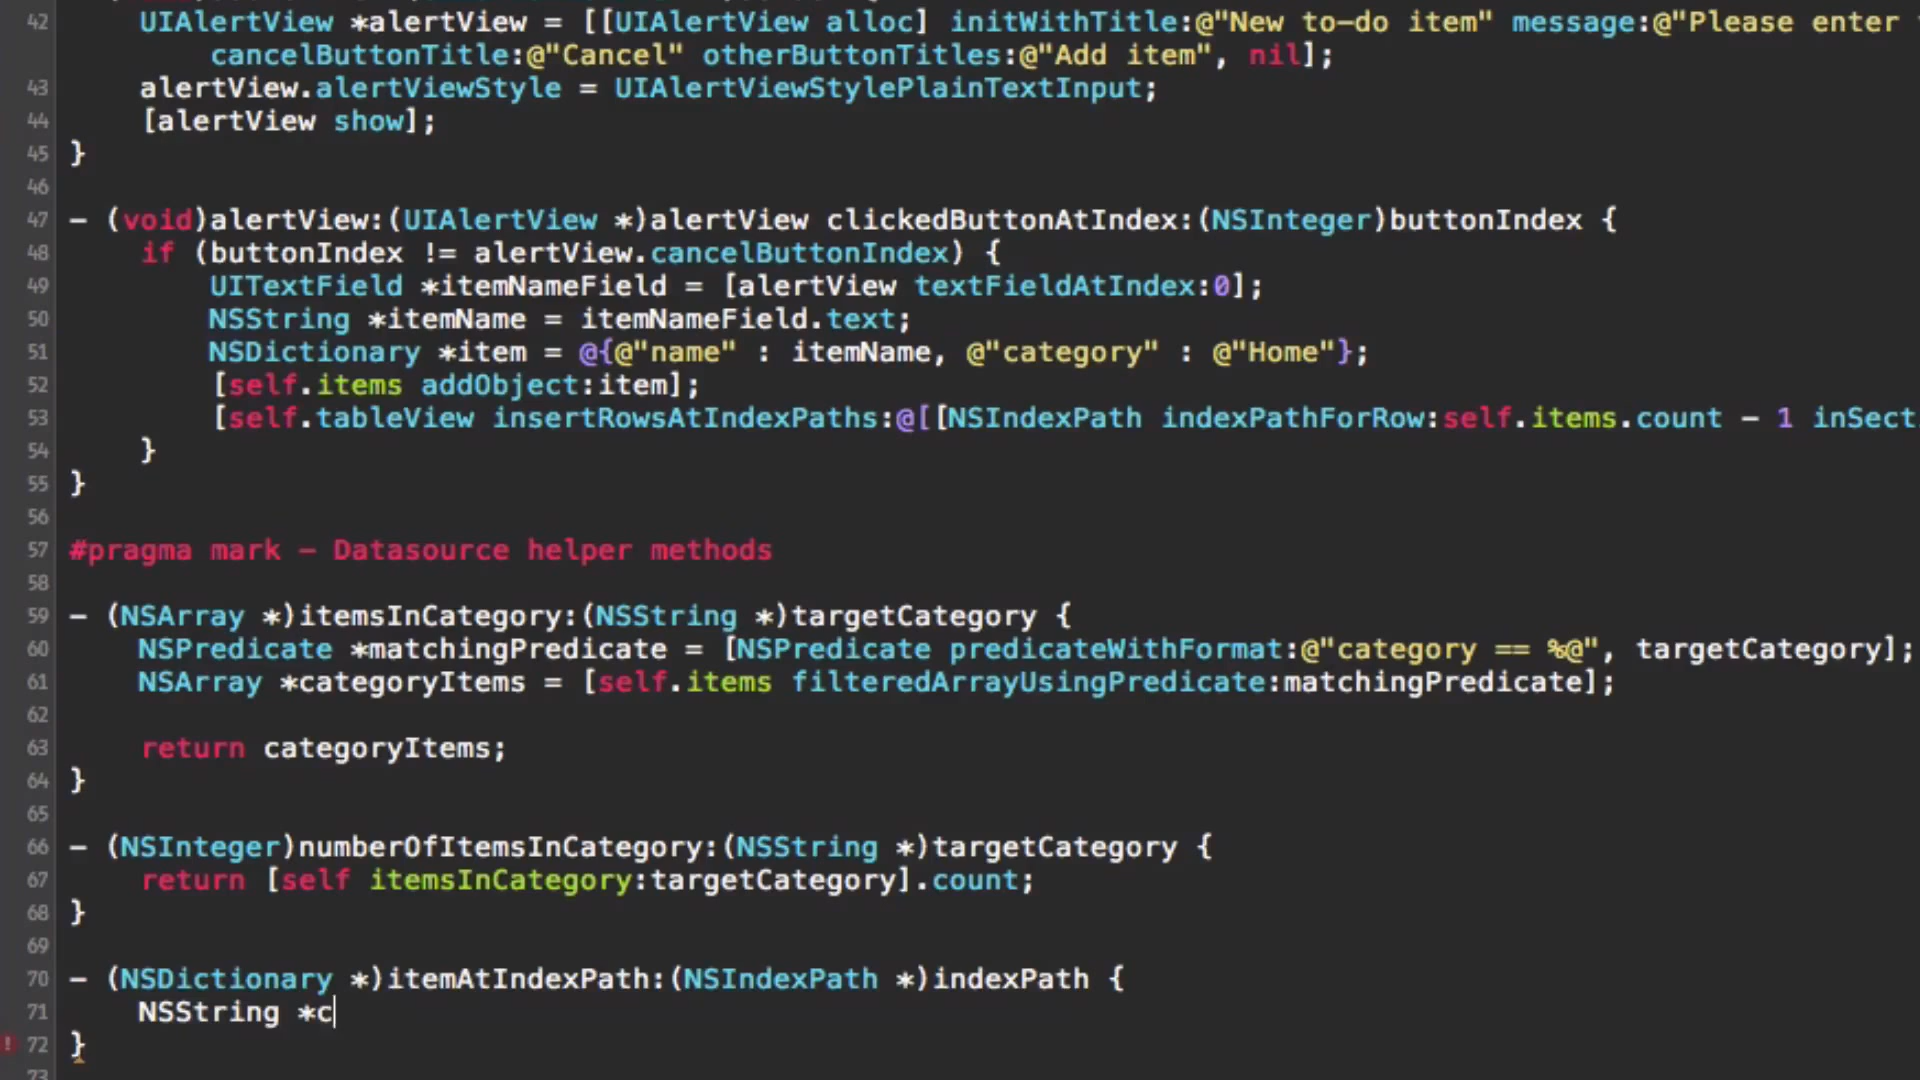 42 UIAlertView *alertView = [[UIAlertView alloc] initWithTitle:@"New to-do item" message:@"Please enter
cancelButtonTitle:@"Cancel" otherButtonTitles:@"Add item", nil];
43 alertView.alertViewStyle = UIAlertViewStylePlainTextInput;
44 [alertView show];
45 }
46
47 - (void)alertView:(UIAlertView *)alertView clickedButtonAtIndex:(NSInteger)buttonIndex {
48 if (buttonIndex != alertView.cancelButtonIndex) {
49 UITextField *itemNameField = [alertView textFieldAtIndex:0];
50 NSString *itemName = itemNameField.text;
51 NSDictionary *item = @{@"name" : itemName, @"category" : @"Home"};
52 [self.items addObject:item];
53 [self.tableView insertRowsAtIndexPaths:@[[NSIndexPath indexPathForRow:self.items.count - 1 inSect
54 }
55 }
56
57 #pragma mark - Datasource helper methods
58
59 - (NSArray *)itemsInCategory:(NSString *)targetCategory {
60 NSPredicate *matchingPredicate = [NSPredicate predicateWithFormat:@"category == %@", targetCategory];
61 NSArray *categoryItems = [self.items filteredArrayUsingPredicate:matchingPredicate];
62
63 return categoryItems;
64 }
65
66 - (NSInteger)numberOfItemsInCategory:(NSString *)targetCategory {
67 return [self itemsInCategory:targetCategory].count;
68 }
69
70 - (NSDictionary *)itemAtIndexPath:(NSIndexPath *)indexPath {
71 NSString *c
! 72 }
73